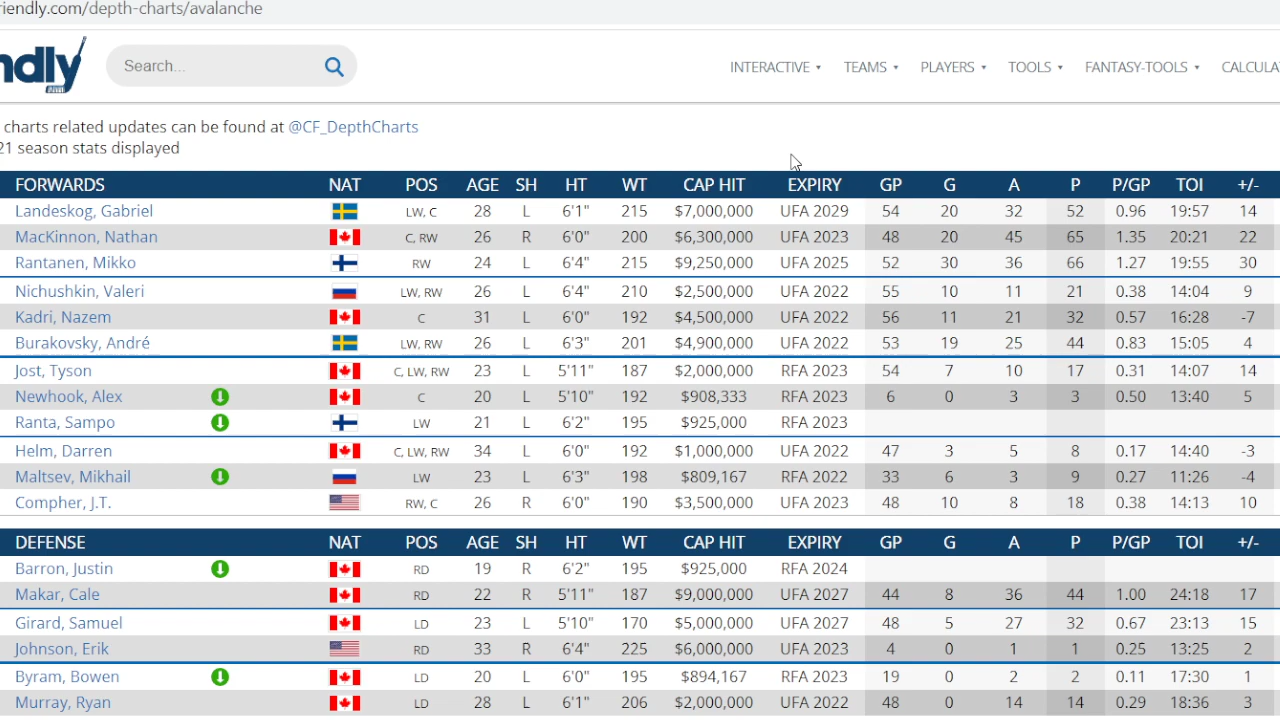 riendly.com/depth-charts/avalanche
ndly Search... INTERACTIVE TEAMS PLAYERS TOOLS FANTASY-TOOLS CALCULA
charts related updates can be found at @CF_DepthCharts
21 season stats displayed
FORWARDS NAT POS AGE SH HT WT CAP HIT EXPIRY GP G A P P/GP TOI +/-
Landeskog, Gabriel LW, C 28 L 6'1" 215 $7,000,000 UFA 2029 54 20 32 52 0.96 19:57 14
MacKinnon, Nathan C, RW 26 R 6'0" 200 $6,300,000 UFA 2023 48 20 45 65 1.35 20:21 22
Rantanen, Mikko RW 24 L 6'4" 215 $9,250,000 UFA 2025 52 30 36 66 1.27 19:55 30
Nichushkin, Valeri LW, RW 26 L 6'4" 210 $2,500,000 UFA 2022 55 10 11 21 0.38 14:04 9
Kadri, Nazem C 31 L 6'0" 192 $4,500,000 UFA 2022 56 11 21 32 0.57 16:28 -7
Burakovsky, André LW, RW 26 L 6'3" 201 $4,900,000 UFA 2022 53 19 25 44 0.83 15:05 4
Jost, Tyson C, LW, RW 23 L 5'11" 187 $2,000,000 RFA 2023 54 7 10 17 0.31 14:07 14
Newhook, Alex C 20 L 5'10" 192 $908,333 RFA 2023 6 0 3 3 0.50 13:40 5
Ranta, Sampo LW 21 L 6'2" 195 $925,000 RFA 2023
Helm, Darren C, LW, RW 34 L 6'0" 192 $1,000,000 UFA 2022 47 3 5 8 0.17 14:40 -3
Maltsev, Mikhail LW 23 L 6'3" 198 $809,167 RFA 2022 33 6 3 9 0.27 11:26 -4
Compher, J.T. RW, C 26 R 6'0" 190 $3,500,000 UFA 2023 48 10 8 18 0.38 14:13 10
DEFENSE NAT POS AGE SH HT WT CAP HIT EXPIRY GP G A P P/GP TOI +/-
Barron, Justin RD 19 R 6'2" 195 $925,000 RFA 2024
Makar, Cale RD 22 R 5'11" 187 $9,000,000 UFA 2027 44 8 36 44 1.00 24:18 17
Girard, Samuel LD 23 L 5'10" 170 $5,000,000 UFA 2027 48 5 27 32 0.67 23:13 15
Johnson, Erik RD 33 R 6'4" 225 $6,000,000 UFA 2023 4 0 1 1 0.25 13:25 2
Byram, Bowen LD 20 L 6'0" 195 $894,167 RFA 2023 19 0 2 2 0.11 17:30 1
Murray, Ryan LD 28 L 6'1" 206 $2,000,000 UFA 2022 48 0 14 14 0.29 18:36 3